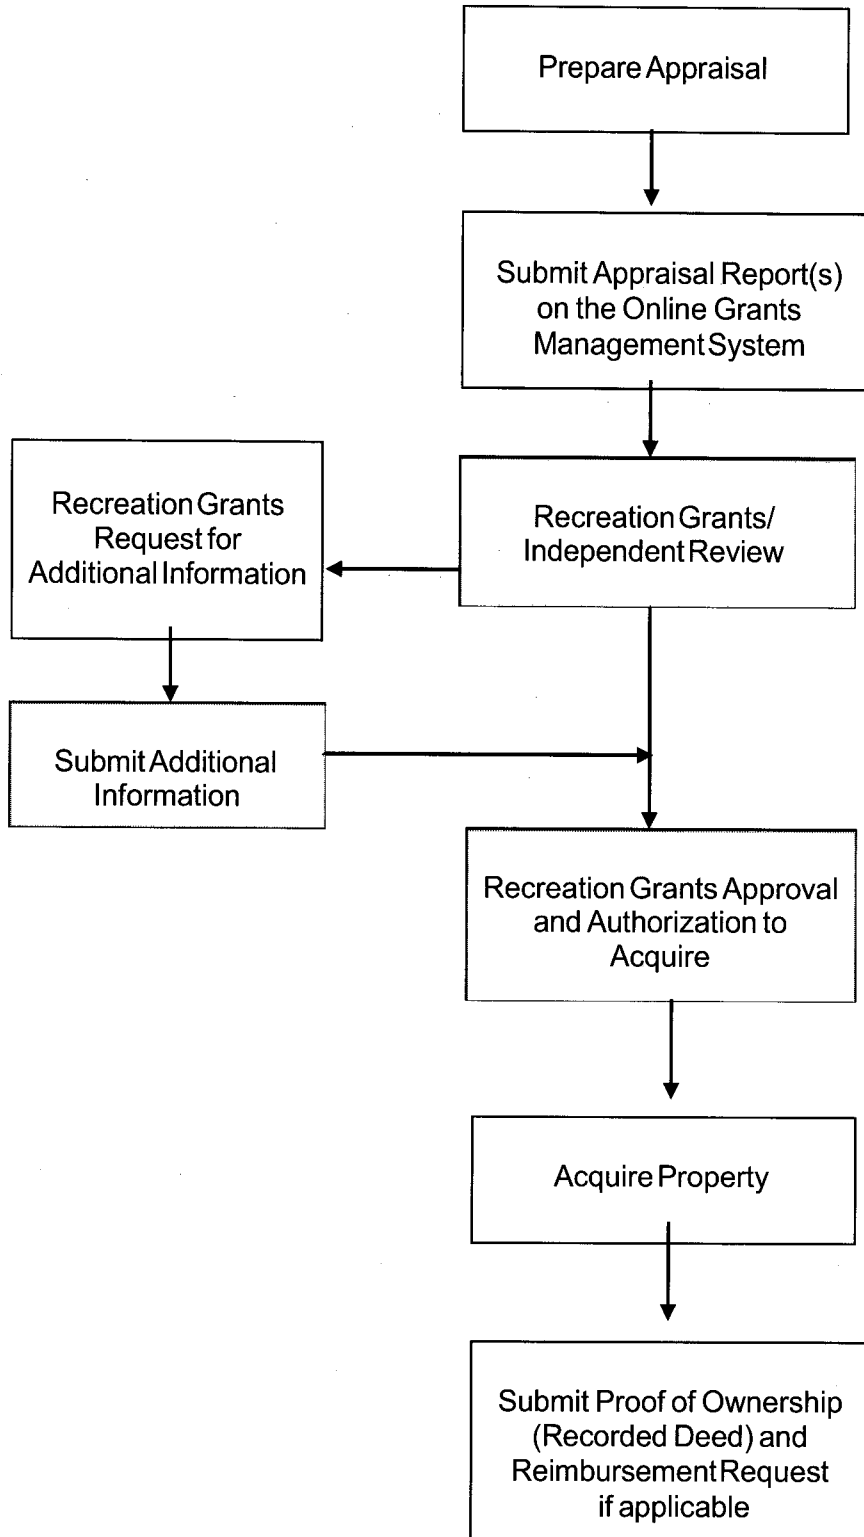 Prepare Appraisal
Submit Appraisal Report(s)
on the Online Grants
Management System
Recreation Grants/
Independent Review
Recreation Grants
Request for
Additional Information
Submit Additional
Information
Recreation Grants Approval
and Authorization to
Acquire
Acquire Property
Submit Proof of Ownership
(Recorded Deed) and
Reimbursement Request
if applicable